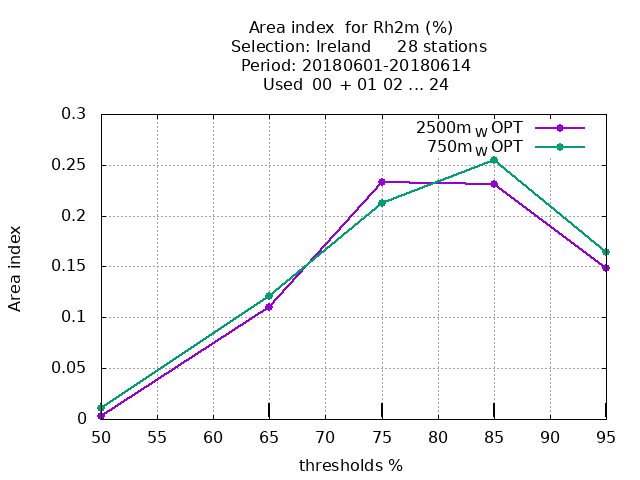 Area index  for Rh2m (%)
Selection: Ireland     28 stations
Period: 20180601-20180614
Used  00 + 01 02 ... 24
0.3
2500m W OPT
750m W OPT
0.25
0.2
0.15
0.1
0.05
0
Area index
50 55 60 65 70 75 80 85 90 95
thresholds %